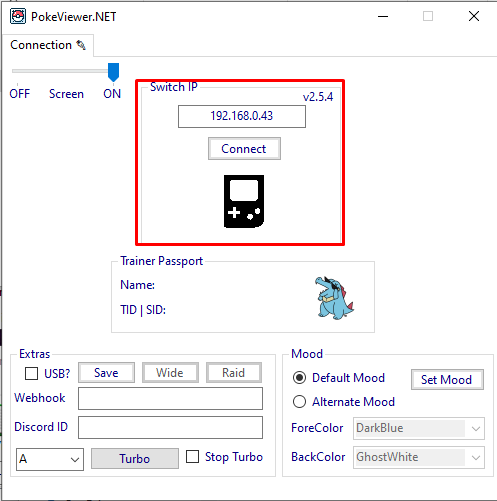 PokeViewer.NET
Connection
OFF Screen ON
Switch IP
v2.5.4
192.168.0.43
Connect
Trainer Passport
Name:
TID | SID:
Extras
USB? Save Wide Raid
Webhook
Discord ID
A Turbo Stop Turbo
Mood
Default Mood Set Mood
Alternate Mood
ForeColor DarkBlue
BackColor GhostWhite